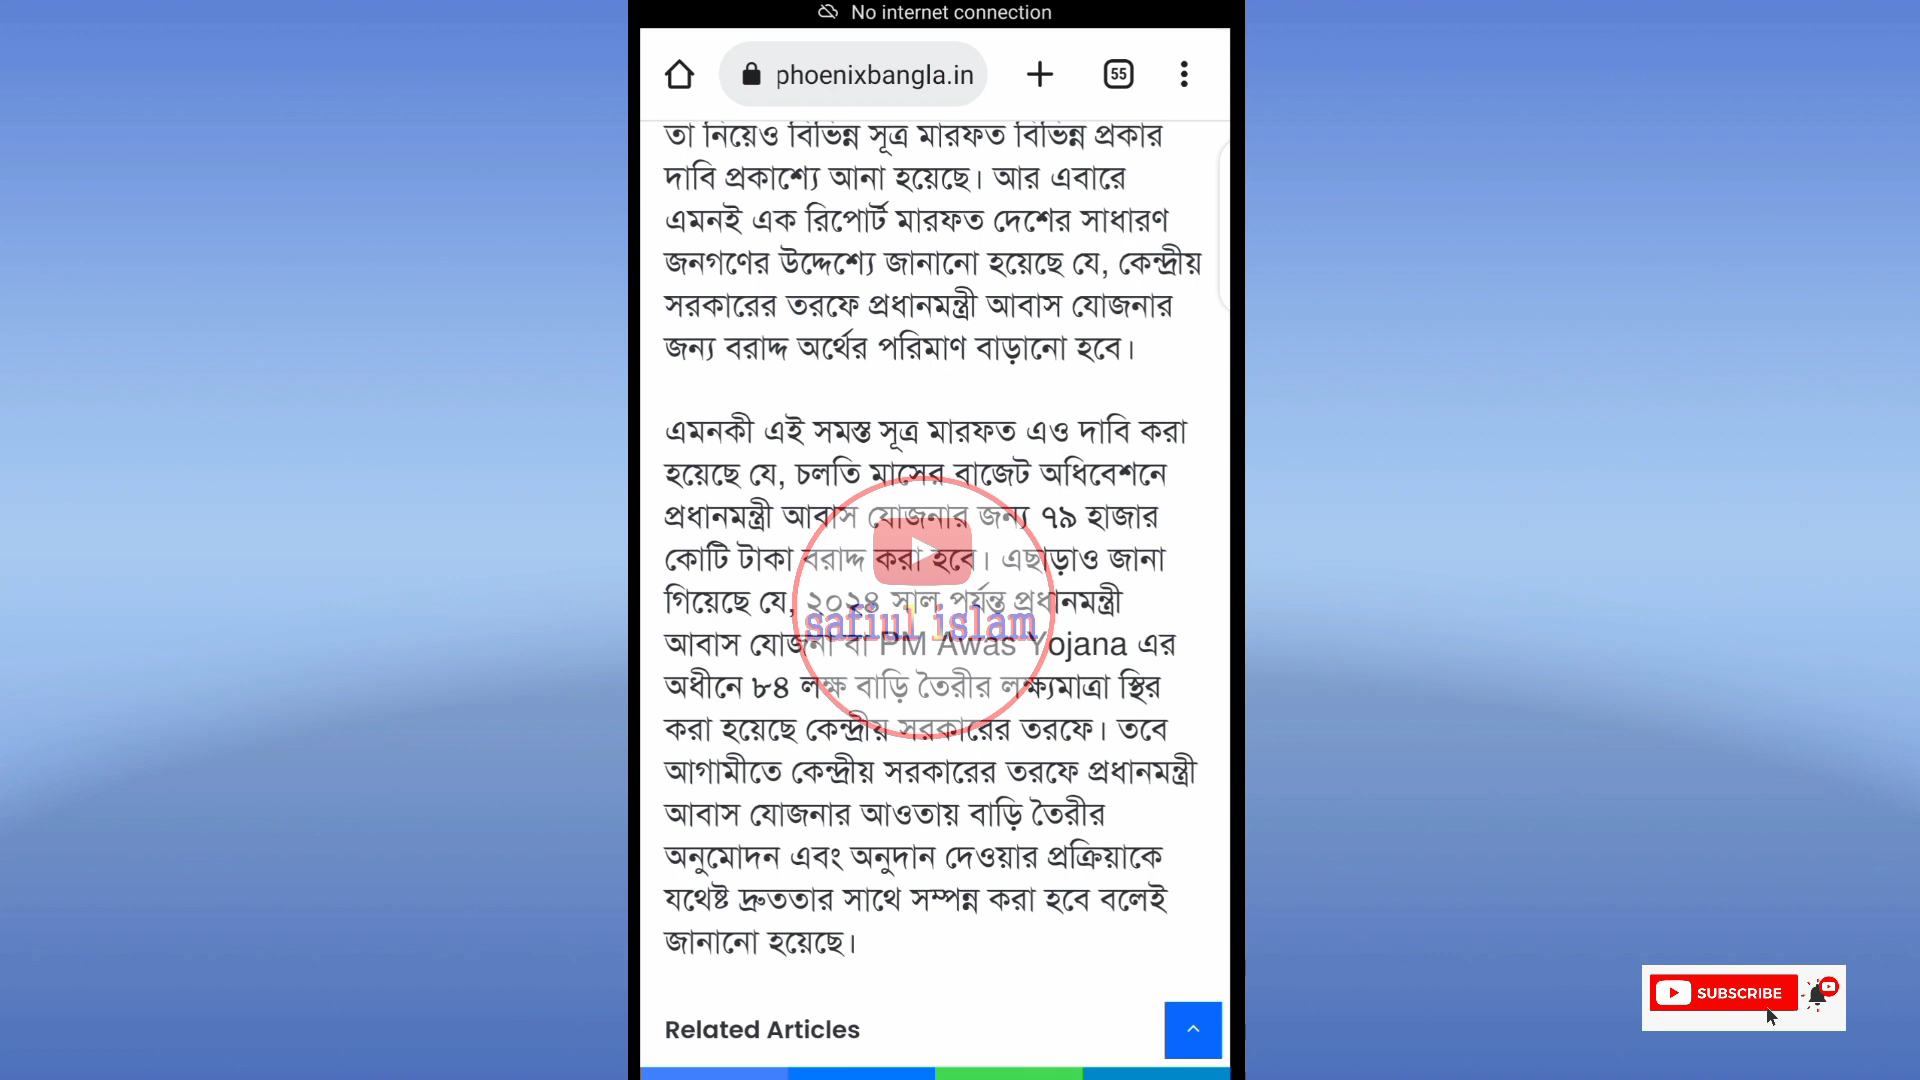 No internet connection
phoenixbangla.in
55
তা নিয়েও বিভিন্ন সূত্র মারফত বিভিন্ন প্রকার
দাবি প্রকাশ্যে আনা হয়েছে। আর এবারে
এমনই এক রিপোর্ট মারফত দেশের সাধারণ
জনগণের উদ্দেশ্যে জানানো হয়েছে যে, কেন্দ্রীয়
সরকারের তরফে প্রধানমন্ত্রী আবাস যোজনার
জন্য বরাদ্দ অর্থের পরিমাণ বাড়ানো হবে।
এমনকী এই সমস্ত সূত্র মারফত এও দাবি করা
হয়েছে যে, চলতি মাসের বাজেট অধিবেশনে
প্রধানমন্ত্রী আবাস যোজনার জন্য ৭৯ হাজার
কোটি টাকা বরাদ্দ করা হবে। এছাড়াও জানা
গিয়েছে যে, ২০২৪ সাল পর্যন্ত প্রধানমন্ত্রী
safiul islam
আবাস যোজনা বা PM Awas Yojana এর
অধীনে ৮৪ লক্ষ বাড়ি তৈরীর লক্ষ্যমাত্রা স্থির
করা হয়েছে কেন্দ্রীয় সরকারের তরফে। তবে
আগামীতে কেন্দ্রীয় সরকারের তরফে প্রধানমন্ত্রী
আবাস যোজনার আওতায় বাড়ি তৈরীর
অনুমোদন এবং অনুদান দেওয়ার প্রক্রিয়াকে
যথেষ্ট দ্রুততার সাথে সম্পন্ন করা হবে বলেই
জানানো হয়েছে।
Related Articles
SUBSCRIBE